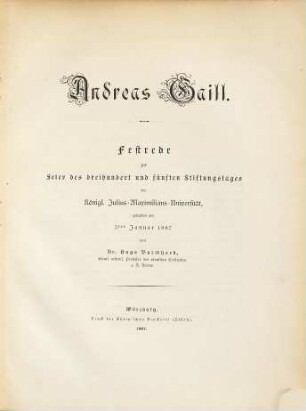 Andreas Gaill.
Festrede
zur
Feier des dreihundert und fünften Stiftungstages
der
Königl. Julius-Maximilians-Universität,
gehalten am
2ten Januar 1887
von
Dr. Hugo Burckhard,
Würzburg.
1887.